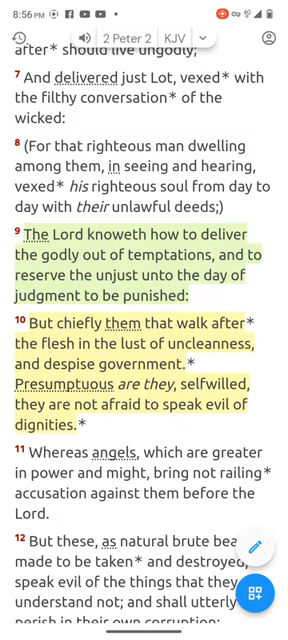 8:56 PM
2 Peter 2 KJV
after* should live ungodly;
7 And delivered just Lot, vexed* with
the filthy conversation* of the
wicked:
8 (For that righteous man dwelling
among them, in seeing and hearing,
vexed* his righteous soul from day to
day with their unlawful deeds;)
9 The Lord knoweth how to deliver
the godly out of temptations, and to
reserve the unjust unto the day of
judgment to be punished:
10 But chiefly them that walk after*
the flesh in the lust of uncleanness,
and despise government.*
Presumptuous are they, selfwilled,
they are not afraid to speak evil of
dignities.*
11 Whereas angels, which are greater
in power and might, bring not railing*
accusation against them before the
Lord.
12 But these, as natural brute bea
made to be taken* and destroyed,
speak evil of the things that they
understand not; and shall utterly
perish in their own corruption;